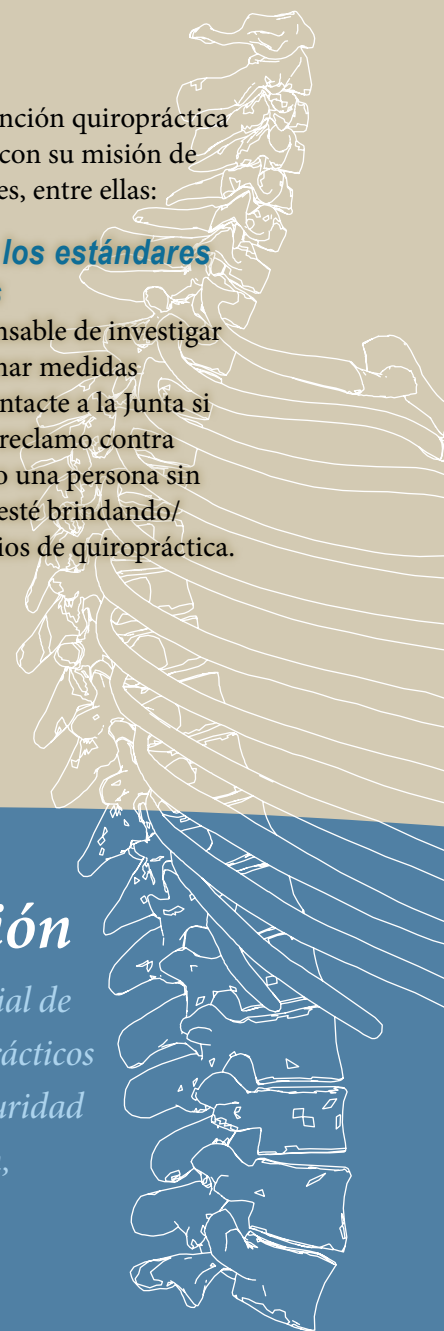 nción quiropráctica
con su misión de
es, entre ellas:
los estándares
s
nsable de investigar
nar medidas
ntacte a la Junta si
reclamo contra
o una persona sin
esté brindando/
ios de quiropráctica.
ión
ial de
rácticos
uridad
,